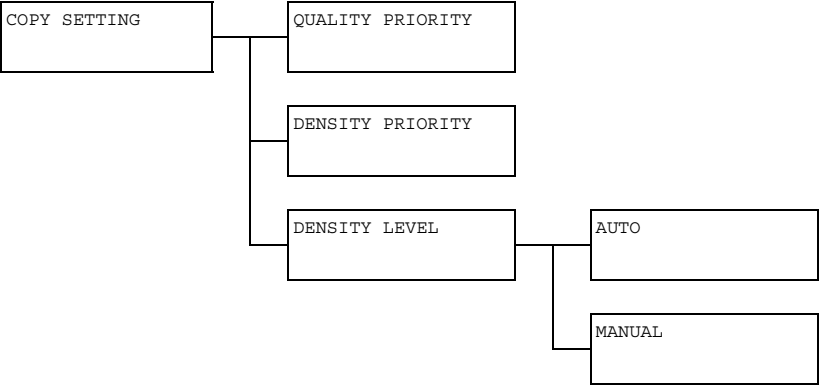 COPY SETTING
QUALITY PRIORITY
DENSITY PRIORITY
DENSITY LEVEL
AUTO
MANUAL